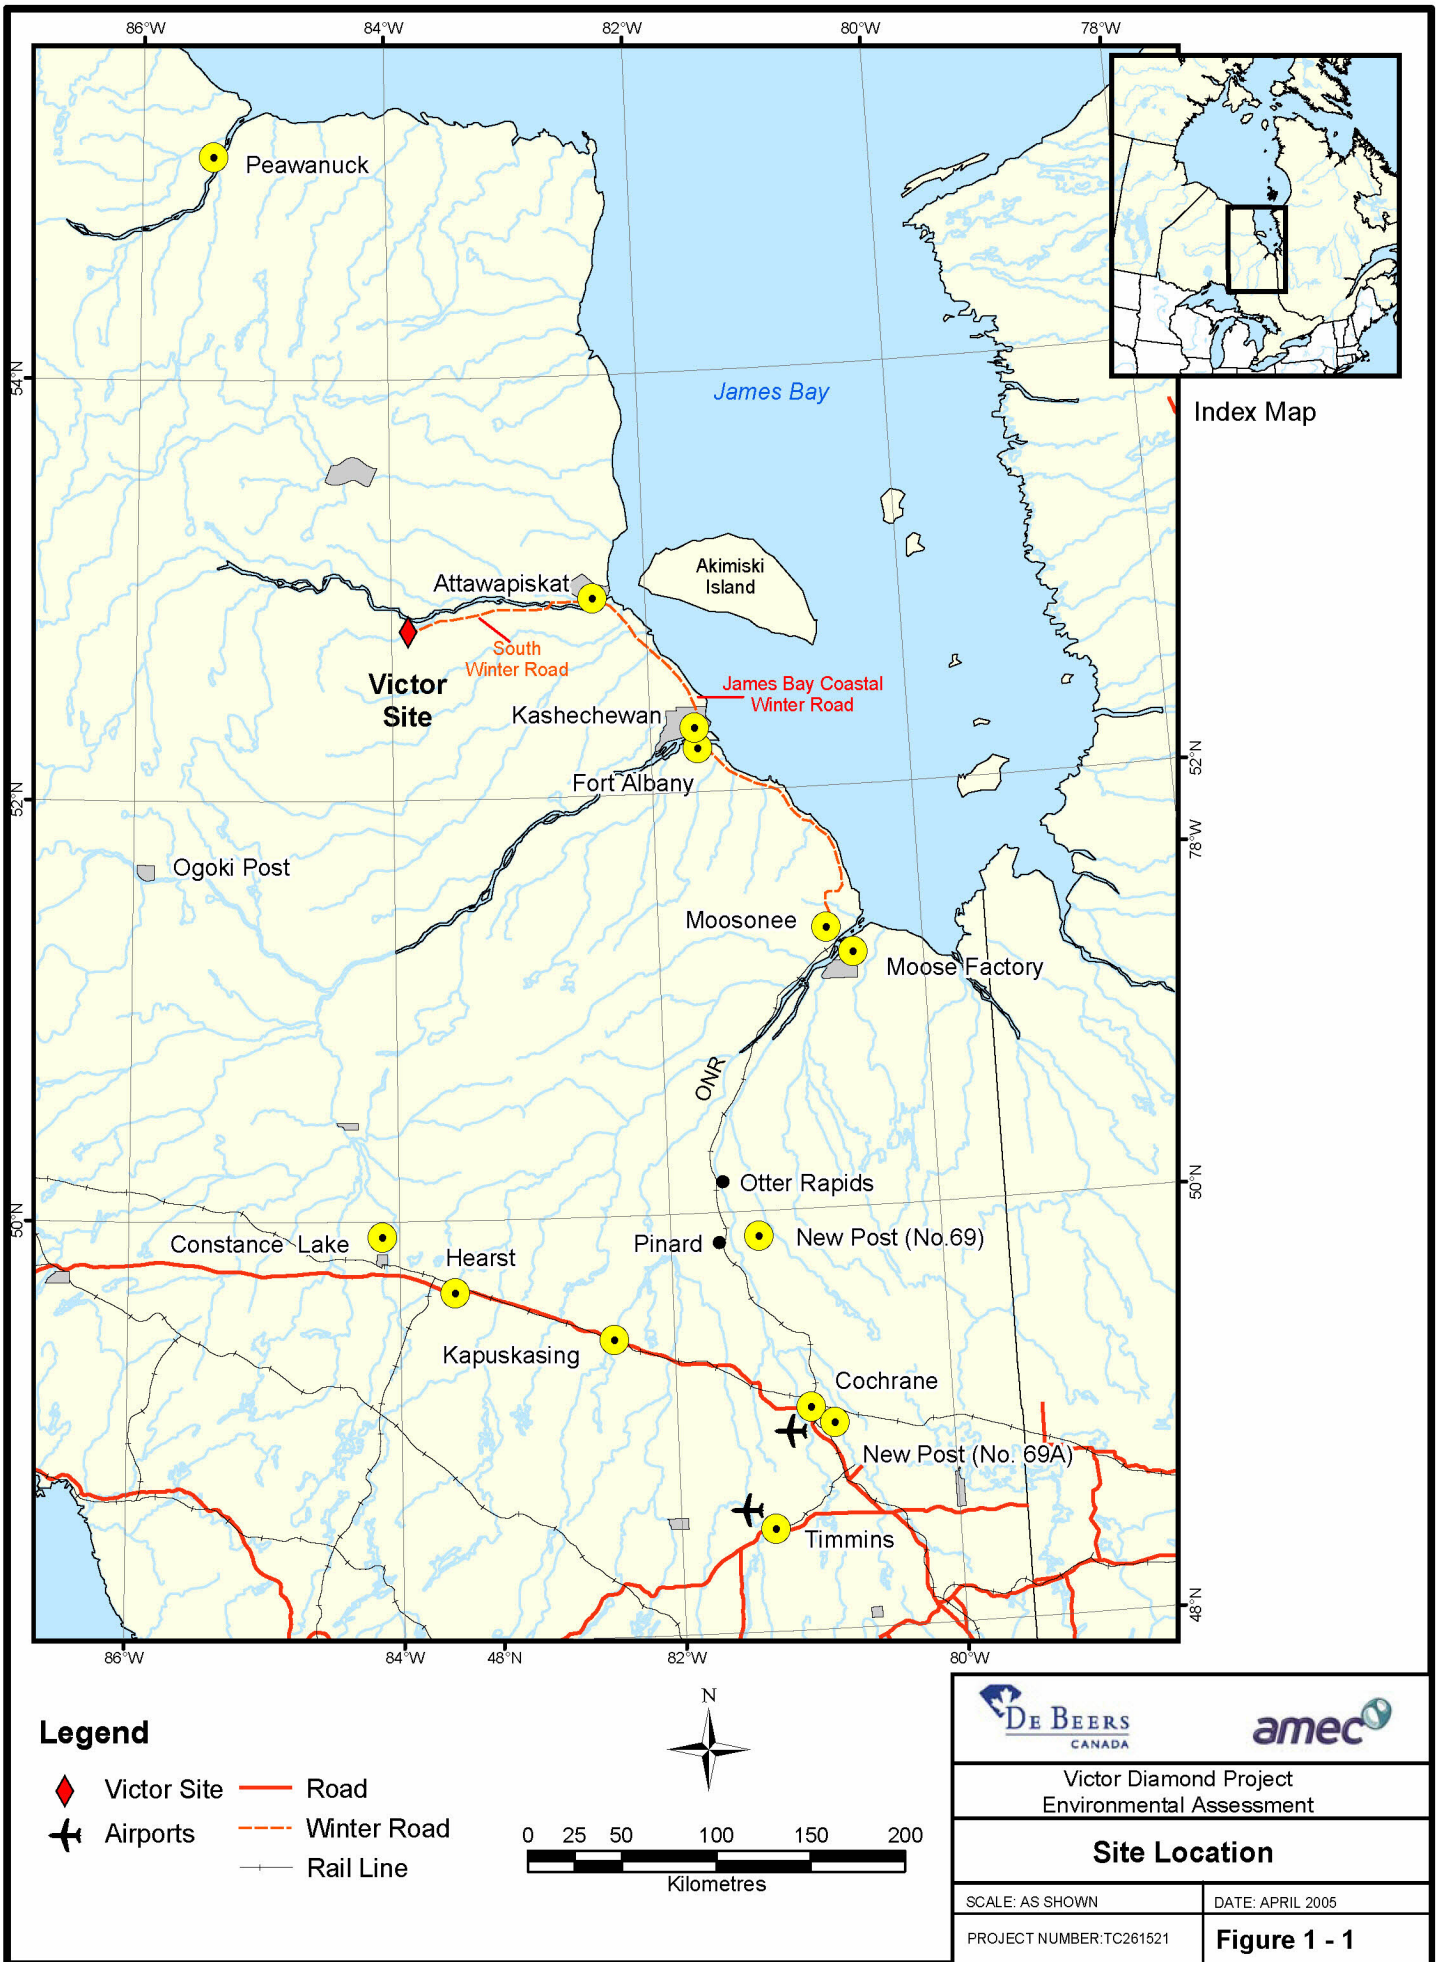 86°W
84°W
82°W
80°W
78°W
Peawanuck
54°N
James Bay
Index Map
Akimiski
Island
Attawapiskat
South
Winter Road
Victor
Site
James Bay Coastal
Winter Road
Kashechewan
Fort Albany
52°N
52°N
78°W
Ogoki Post
Moosonee
Moose Factory
ONR
Otter Rapids
50°N
50°N
Constance Lake
Hearst
Pinard
New Post (No.69)
Kapuskasing
Cochrane
New Post (No. 69A)
Timmins
48°N
86°W
84°W
48°N
82°W
80°W
N
Legend
Victor Site
Road
Airports
Winter Road
Rail Line
0 25 50 100 150 200
Kilometres
DE BEERS
CANADA
amec
Victor Diamond Project
Environmental Assessment
Site Location
SCALE: AS SHOWN
DATE: APRIL 2005
PROJECT NUMBER:TC261521
Figure 1 - 1